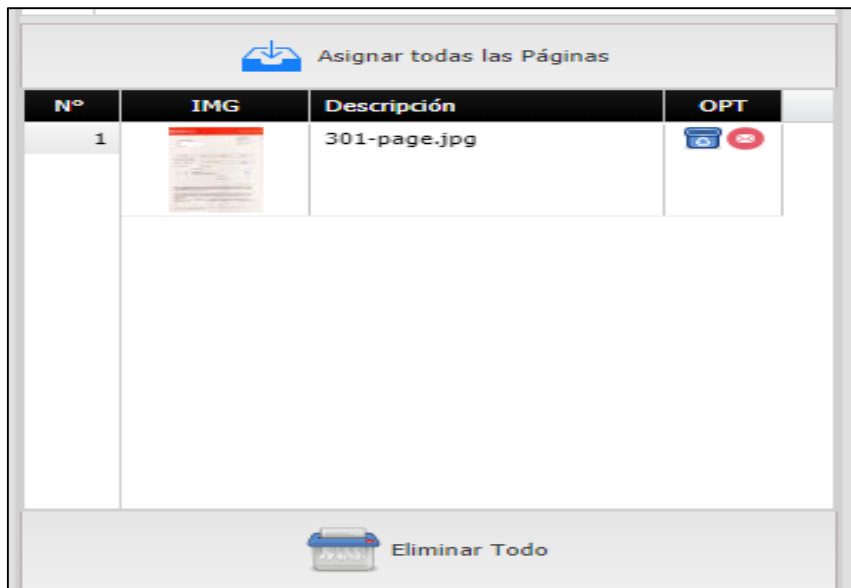 Asignar todas las Páginas
Nº IMG Descripción OPT
1 301-page.jpg
Eliminar Todo